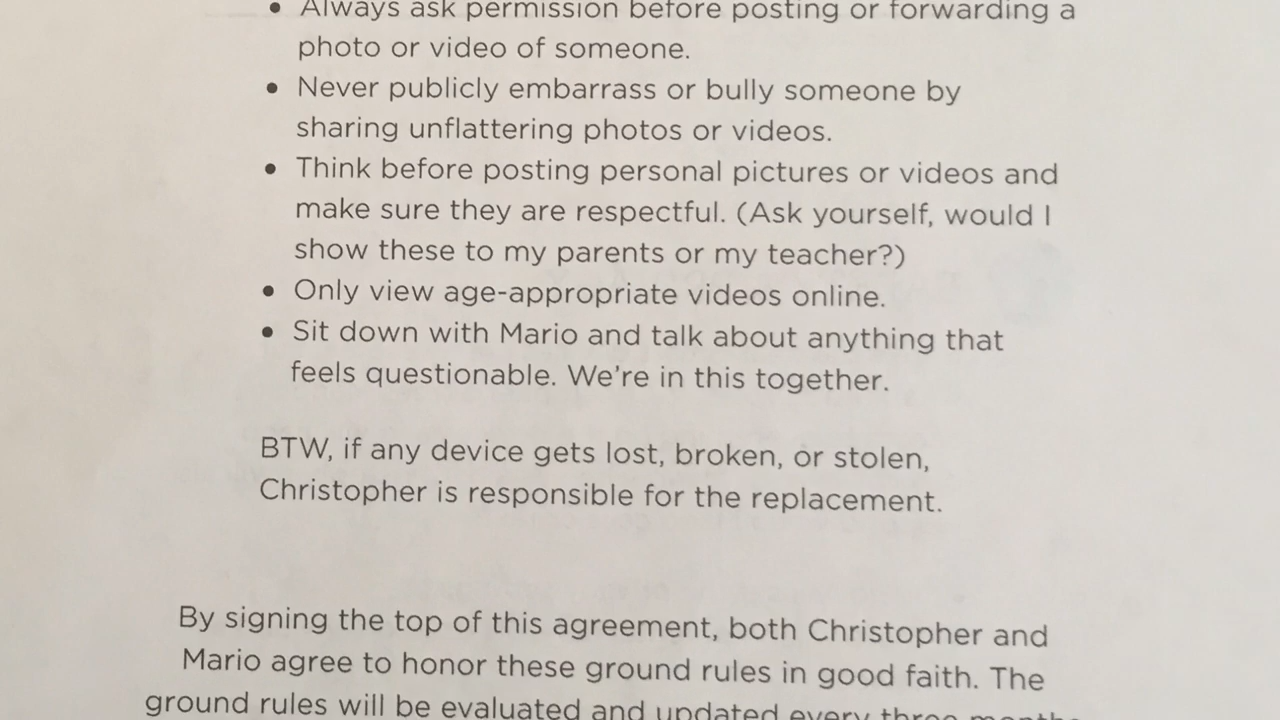 • Always ask permission before posting or forwarding a
photo or video of someone.
• Never publicly embarrass or bully someone by
sharing unflattering photos or videos.
• Think before posting personal pictures or videos and
make sure they are respectful. (Ask yourself, would I
show these to my parents or my teacher?)
• Only view age-appropriate videos online.
• Sit down with Mario and talk about anything that
feels questionable. We're in this together.
BTW, if any device gets lost, broken, or stolen,
Christopher is responsible for the replacement.
By signing the top of this agreement, both Christopher and
Mario agree to honor these ground rules in good faith. The
ground rules will be evaluated and updated every three months